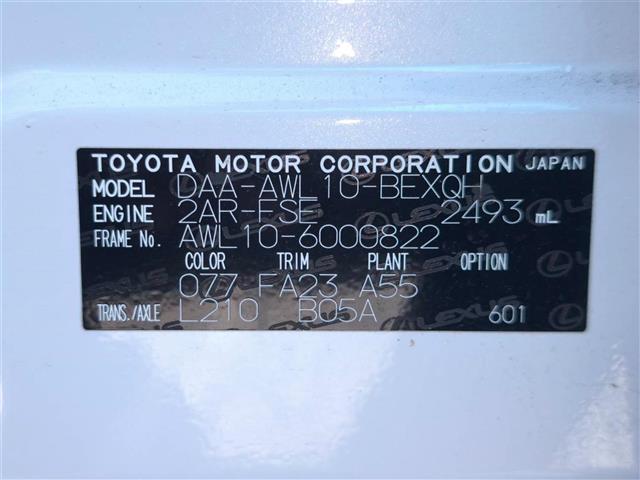 TOYOTA MOTOR CORPORATION JAPAN
MODEL DAA-AWL10-BEXQH
ENGINE 2AR-FSE 2493 mL
FRAME No. AWL10-6000822
COLOR TRIM PLANT OPTION
077 FA23 A55
TRANS./AXLE L210 B05A 601